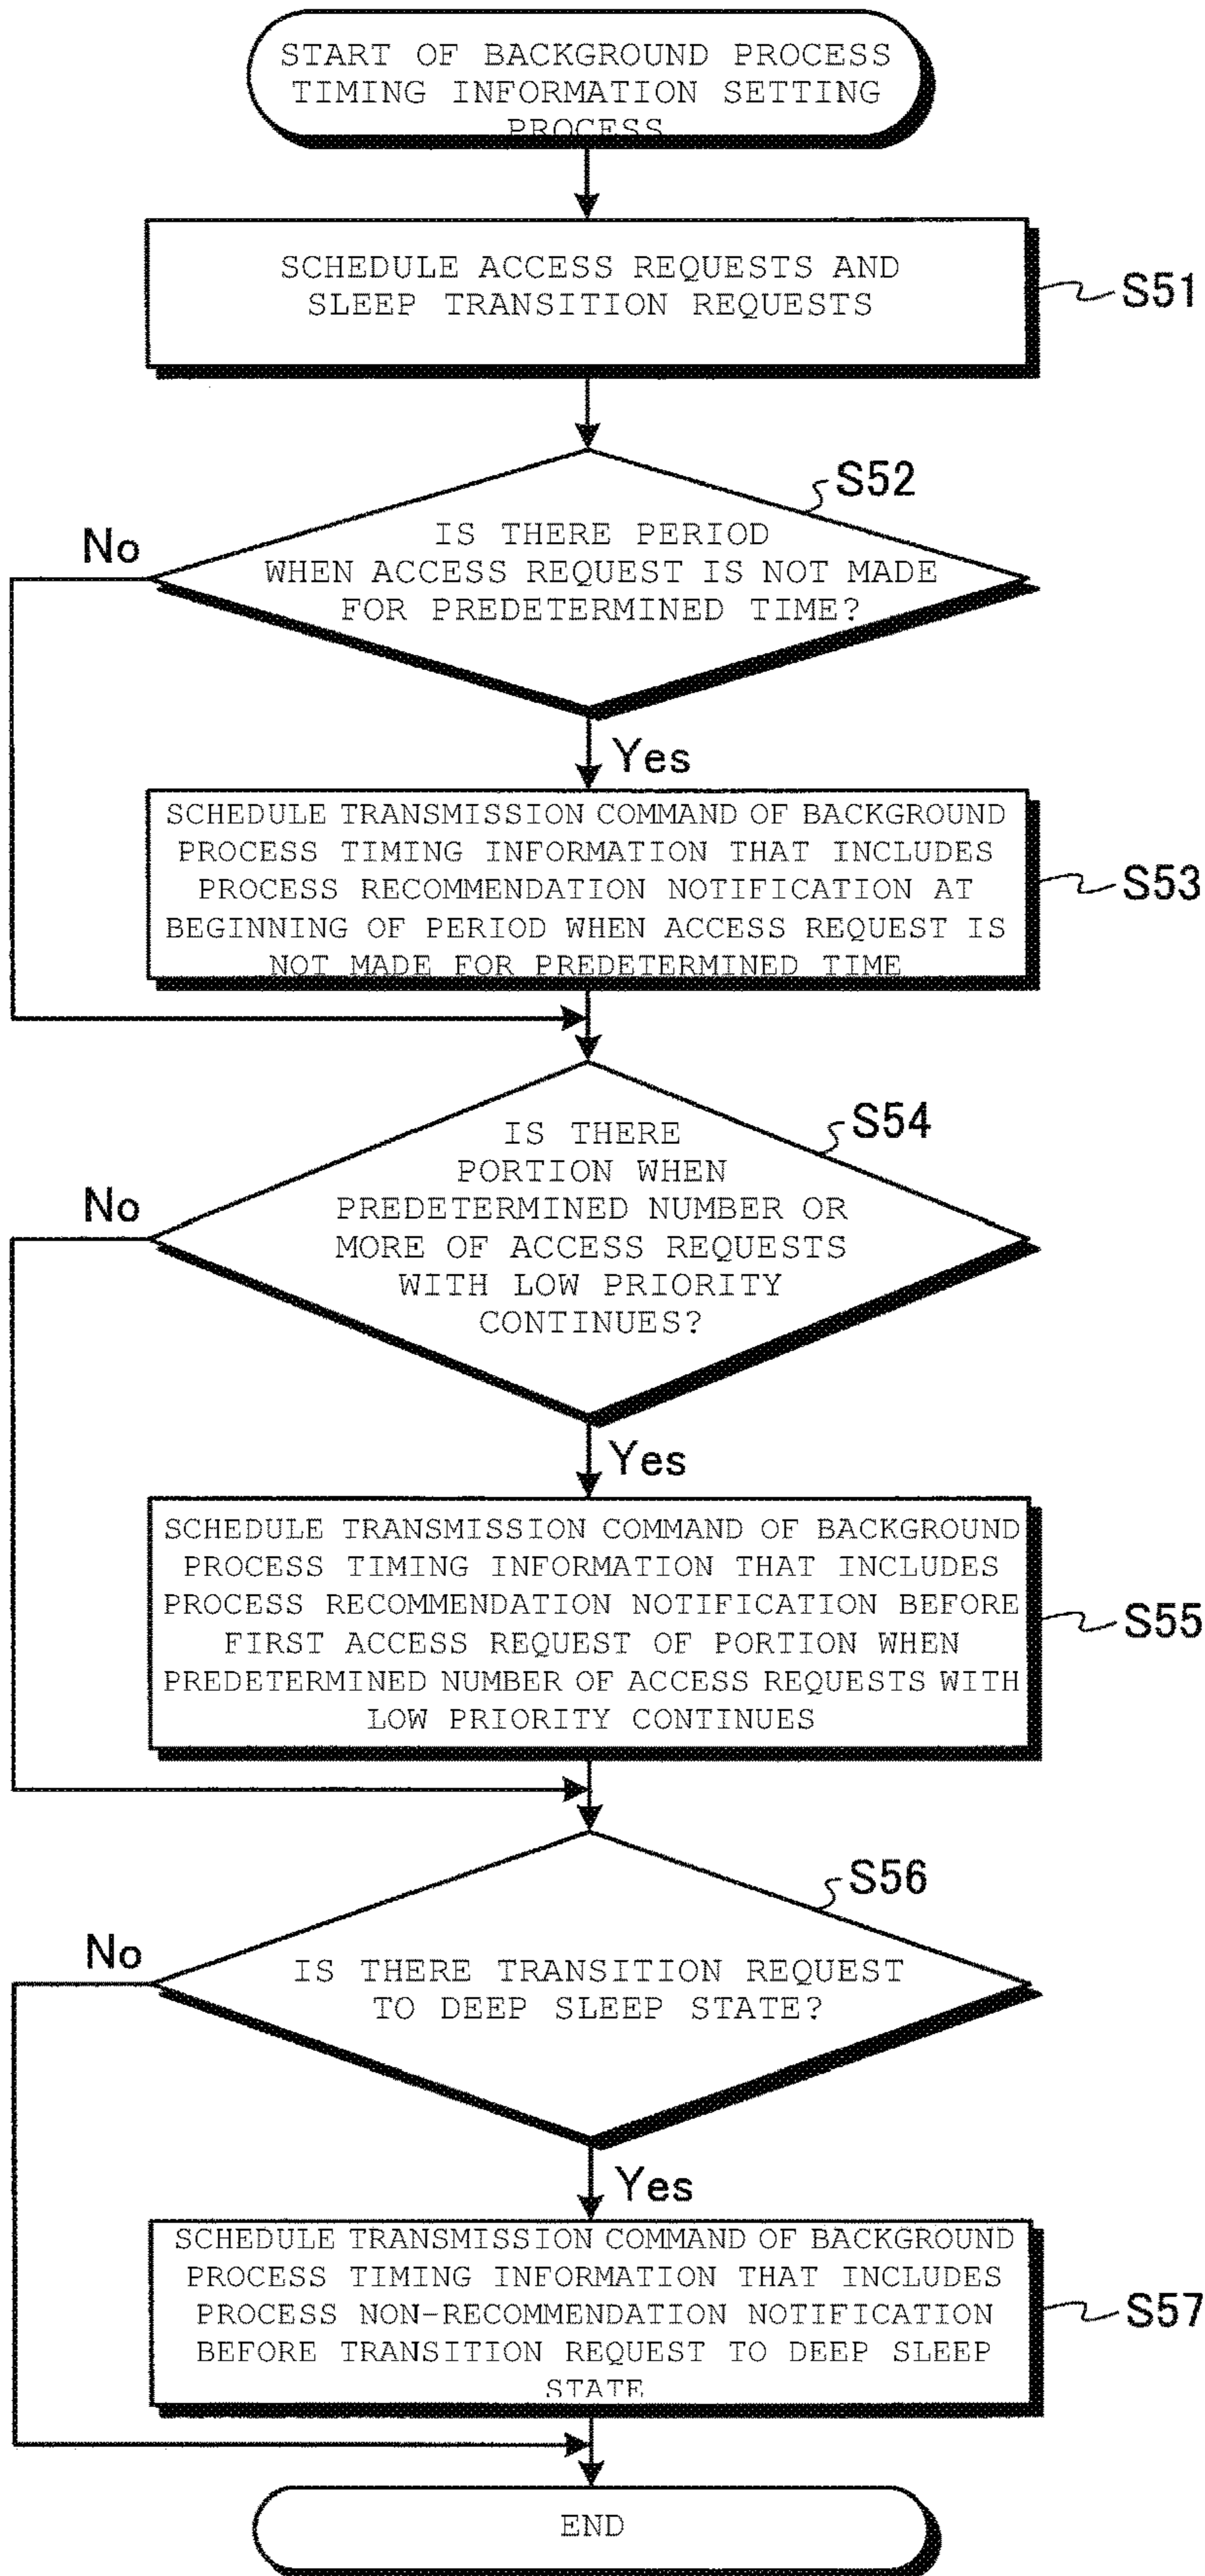 START OF BACKGROUND PROCESS
TIMING INFORMATION SETTING
PROCESS
SCHEDULE ACCESS REQUESTS AND
SLEEP TRANSITION REQUESTS
S51
S52
No
IS THERE PERIOD
WHEN ACCESS REQUEST IS NOT MADE
FOR PREDETERMINED TIME?
Yes
SCHEDULE TRANSMISSION COMMAND OF BACKGROUND
PROCESS TIMING INFORMATION THAT INCLUDES
PROCESS RECOMMENDATION NOTIFICATION AT
BEGINNING OF PERIOD WHEN ACCESS REQUEST IS
NOT MADE FOR PREDETERMINED TIME
S53
S54
No
IS THERE
PORTION WHEN
PREDETERMINED NUMBER OR
MORE OF ACCESS REQUESTS
WITH LOW PRIORITY
CONTINUES?
Yes
SCHEDULE TRANSMISSION COMMAND OF BACKGROUND
PROCESS TIMING INFORMATION THAT INCLUDES
PROCESS RECOMMENDATION NOTIFICATION BEFORE
FIRST ACCESS REQUEST OF PORTION WHEN
PREDETERMINED NUMBER OF ACCESS REQUESTS WITH
LOW PRIORITY CONTINUES
S55
S56
No
IS THERE TRANSITION REQUEST
TO DEEP SLEEP STATE?
Yes
SCHEDULE TRANSMISSION COMMAND OF BACKGROUND
PROCESS TIMING INFORMATION THAT INCLUDES
PROCESS NON-RECOMMENDATION NOTIFICATION
BEFORE TRANSITION REQUEST TO DEEP SLEEP
STATE
S57
END